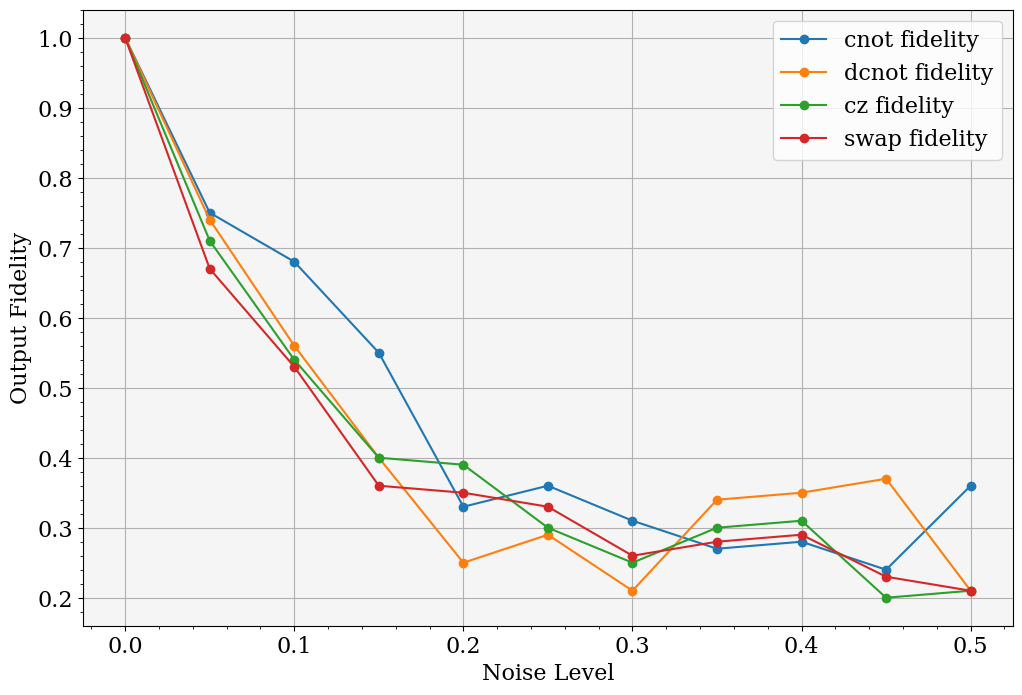 1.0
0.9
0.8
0.7
0.6
0.5
0.4
0.3
0.2
Output Fidelity
cnot fidelity
dcnot fidelity
cz fidelity
swap fidelity
0.0 0.1 0.2 0.3 0.4 0.5
Noise Level